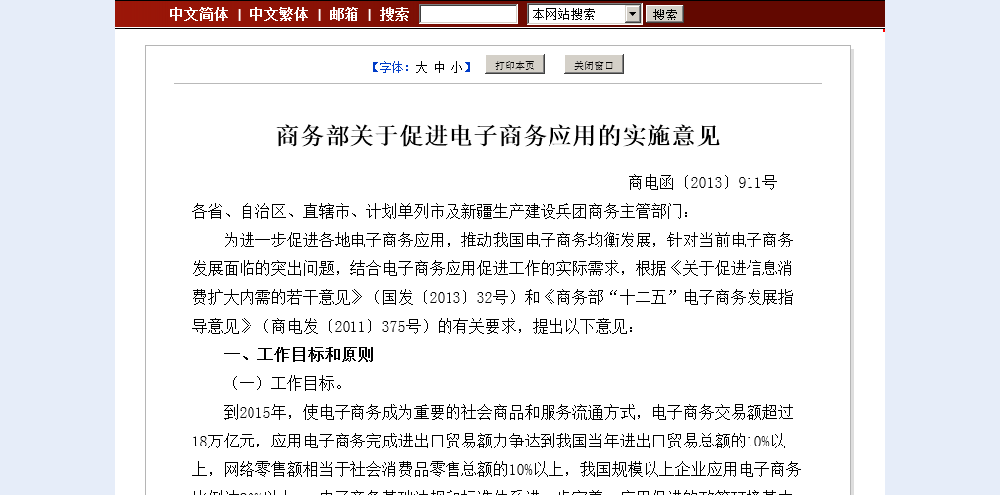 中文简体 | 中文繁体 | 邮箱 | 搜索 本网站搜索 搜索
【字体：大 中 小】 打印本页 关闭窗口
商务部关于促进电子商务应用的实施意见
商电函〔2013〕911号
各省、自治区、直辖市、计划单列市及新疆生产建设兵团商务主管部门：
为进一步促进各地电子商务应用，推动我国电子商务均衡发展，针对当前电子商务
发展面临的突出问题，结合电子商务应用促进工作的实际需求，根据《关于促进信息消
费扩大内需的若干意见》（国发〔2013〕32号）和《商务部“十二五”电子商务发展指
导意见》（商电发〔2011〕375号）的有关要求，提出以下意见：
一、工作目标和原则
（一）工作目标。
到2015年，使电子商务成为重要的社会商品和服务流通方式，电子商务交易额超过
18万亿元，应用电子商务完成进出口贸易额力争达到我国当年进出口贸易总额的10%以
上，网络零售额相当于社会消费品零售总额的10%以上，我国规模以上企业应用电子商务